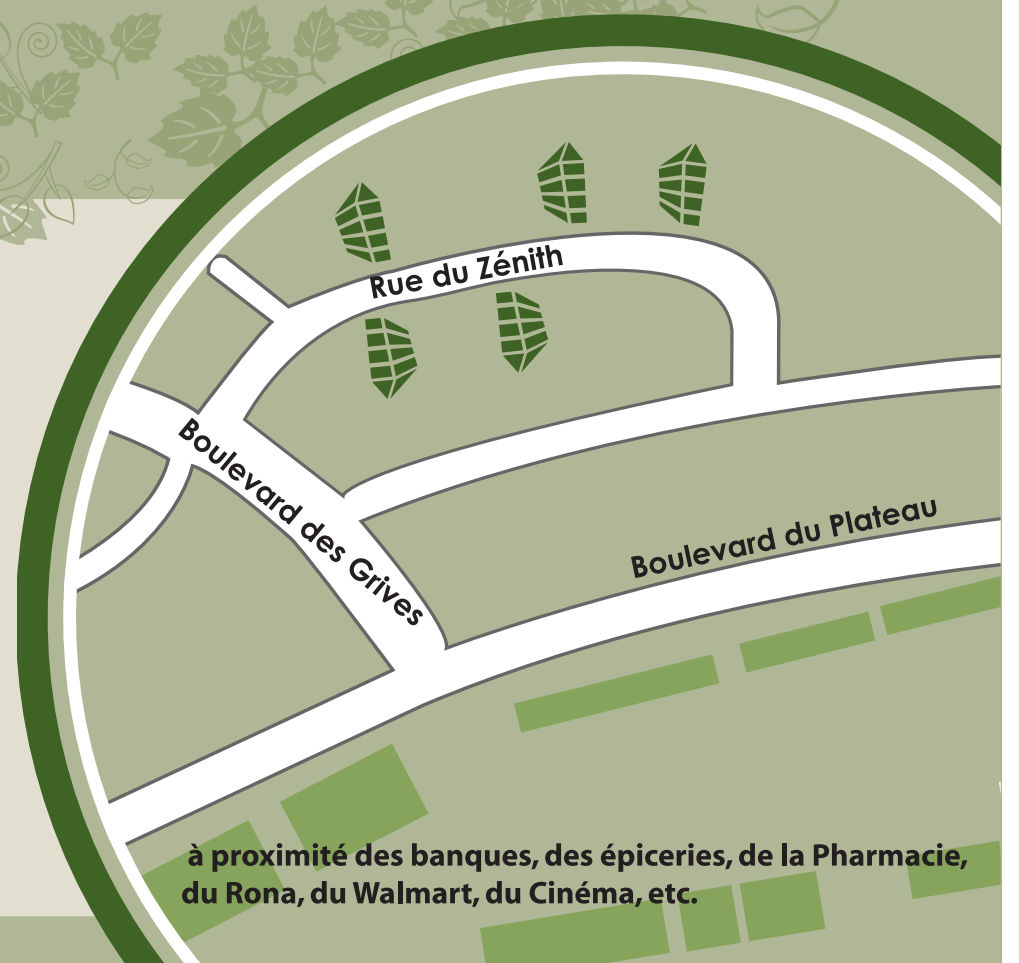 Rue du Zénith
Boulevard des Grives
Boulevard du Plateau
à proximité des banques, des épiceries, de la Pharmacie,
du Rona, du Walmart, du Cinéma, etc.